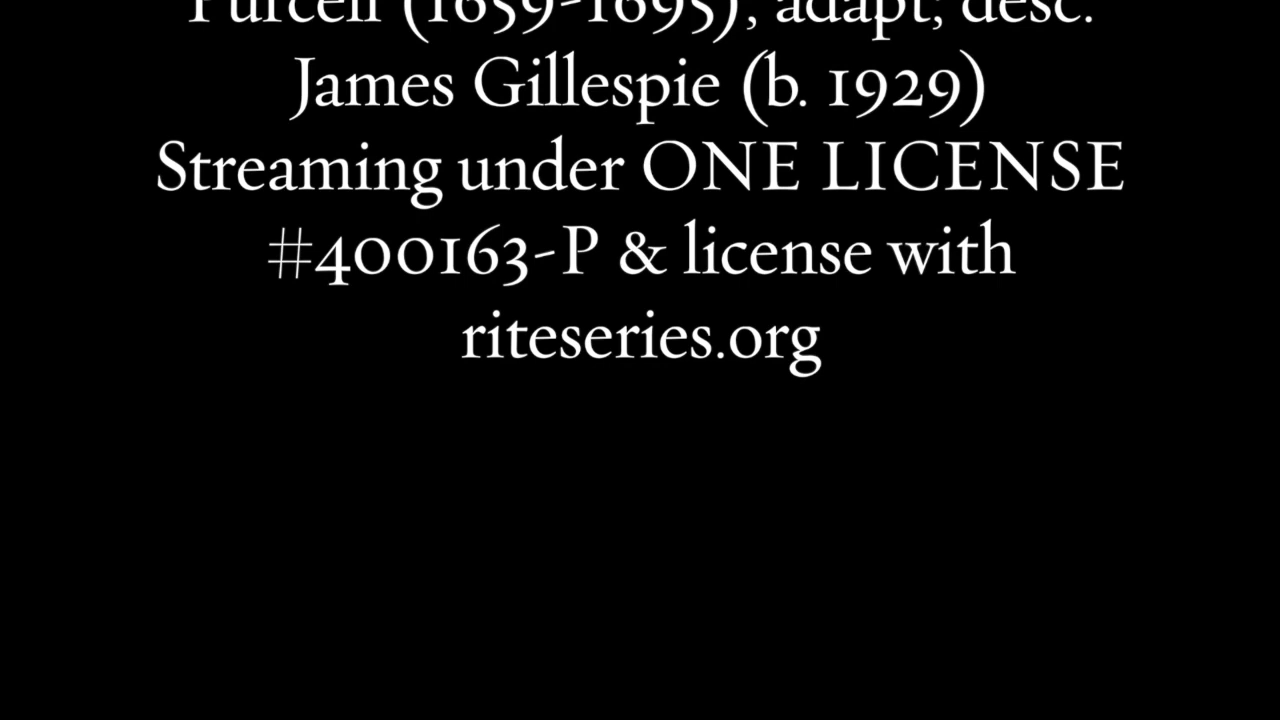 Purcell (1659-1695), adapt; desc.
James Gillespie (b. 1929)
Streaming under ONE LICENSE
#400163-P & license with
riteseries.org